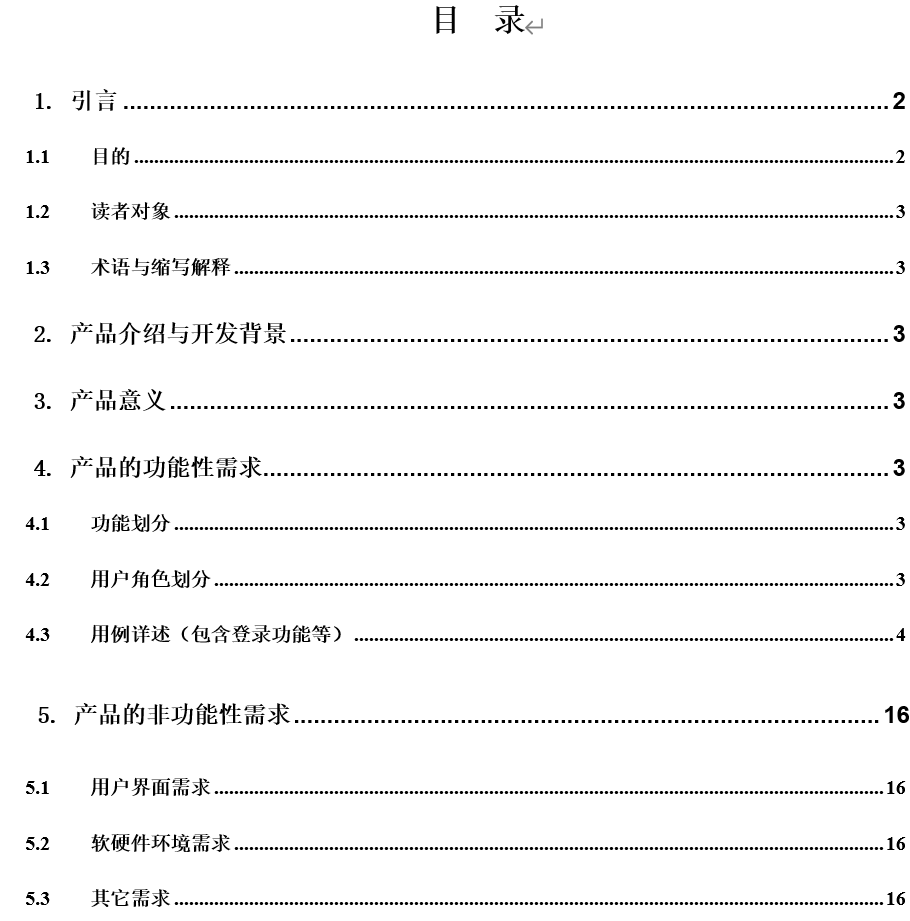 目 录
1. 引言........................................2
1.1 目的........................................2
1.2 读者对象........................................3
1.3 术语与缩写解释........................................3
2. 产品介绍与开发背景........................................3
3. 产品意义........................................3
4. 产品的功能性需求........................................3
4.1 功能划分........................................3
4.2 用户角色划分........................................3
4.3 用例详述（包含登录功能等）........................................4
5. 产品的非功能性需求........................................16
5.1 用户界面需求........................................16
5.2 软硬件环境需求........................................16
5.3 其它需求........................................16